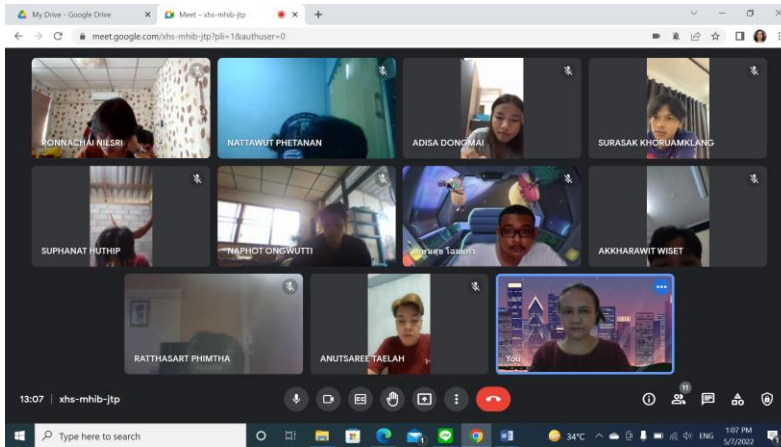 My Drive - Google Drive
Meet – xhs-mhib-jtp
meet.google.com/xhs-mhib-jtp?pli=1&authuser=0
RONNACHAI NILSRI
NATTAWUT PHETANAN
ADISA DONGMAI
SURASAK KHORUAMKLANG
SUPHANAT HUTHIP
NAPHOT ONGWUTTI
AKKHARAWIT WISET
RATTHASART PHIMTHA
ANUTSAREE TAELAH
You
13:07 | xhs-mhib-jtp
11
Type here to search
34°C
ENG
1:07 PM
5/7/2022